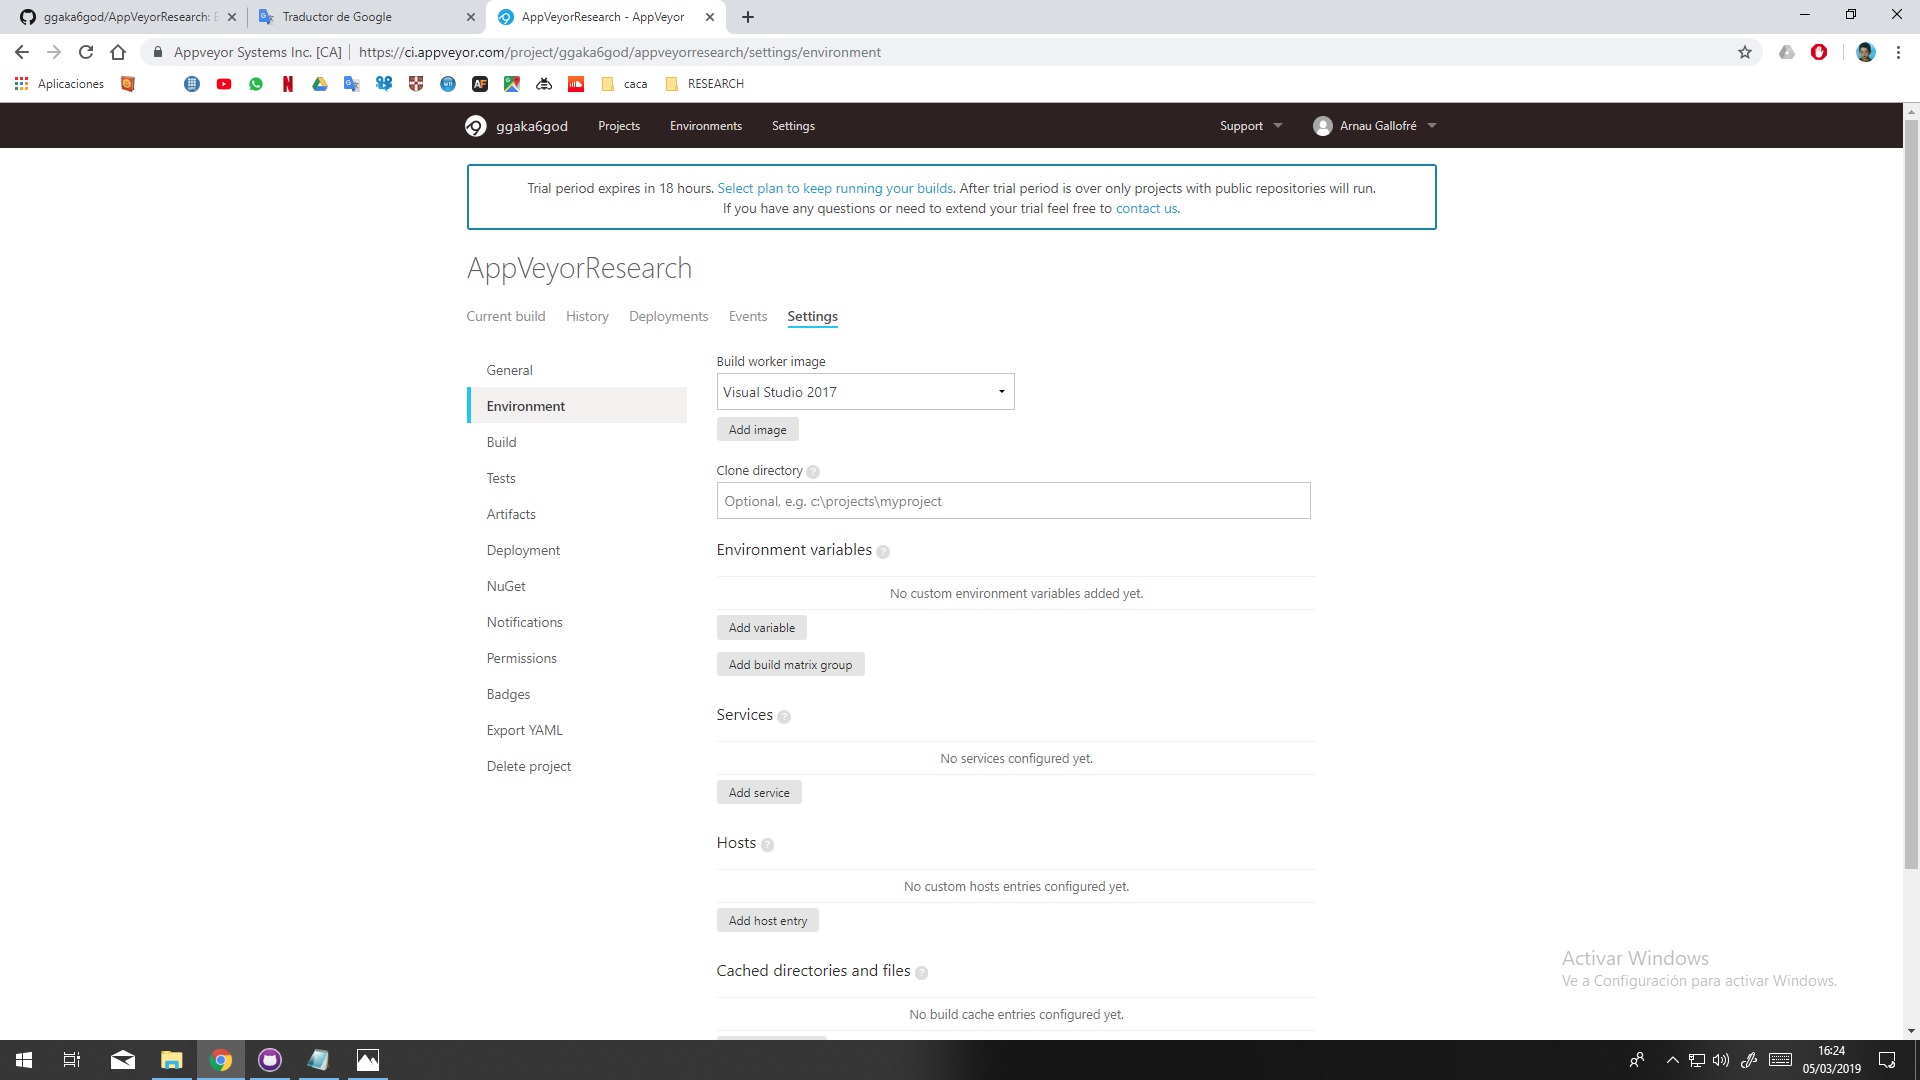 ggaka6god/AppVeyorResearch: E
Traductor de Google
AppVeyorResearch - AppVeyor
Appveyor Systems Inc. [CA]
https://ci.appveyor.com/project/ggaka6god/appveyorresearch/settings/environment
Aplicaciones
caca
RESEARCH
ggaka6god
Projects
Environments
Settings
Support
Arnau Gallofré
Trial period expires in 18 hours. Select plan to keep running your builds. After trial period is over only projects with public repositories will run.
If you have any questions or need to extend your trial feel free to contact us.
AppVeyorResearch
Current build
History
Deployments
Events
Settings
General
Environment
Build
Tests
Artifacts
Deployment
NuGet
Notifications
Permissions
Badges
Export YAML
Delete project
Build worker image
Visual Studio 2017
Add image
Clone directory ?
Optional, e.g. c:\projects\myproject
Environment variables ?
No custom environment variables added yet.
Add variable
Add build matrix group
Services ?
No services configured yet.
Add service
Hosts ?
No custom hosts entries configured yet.
Add host entry
Cached directories and files ?
No build cache entries configured yet.
Activar Windows
Ve a Configuración para activar Windows.
16:24
05/03/2019